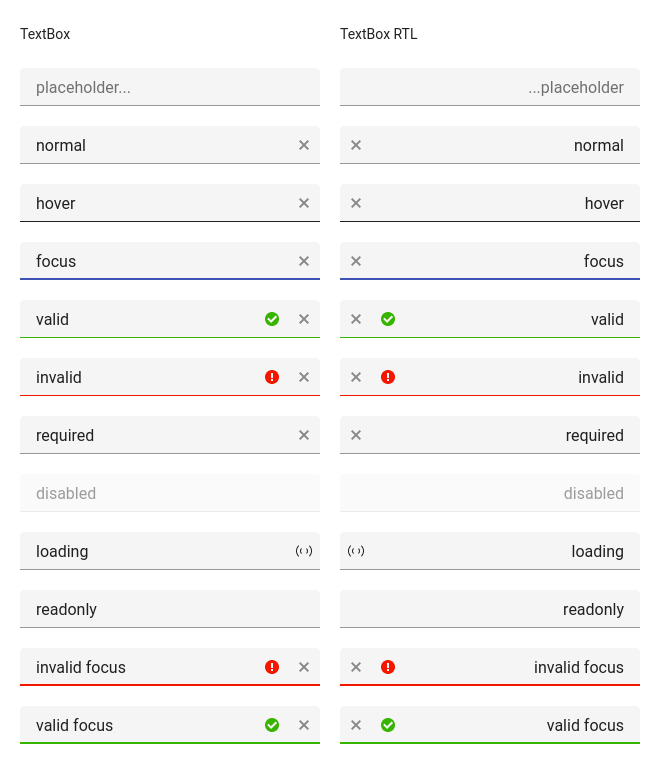 TextBox
TextBox RTL
placeholder...
...placeholder
normal
normal
hover
hover
focus
focus
valid
valid
invalid
invalid
required
required
disabled
disabled
loading
loading
readonly
readonly
invalid focus
invalid focus
valid focus
valid focus